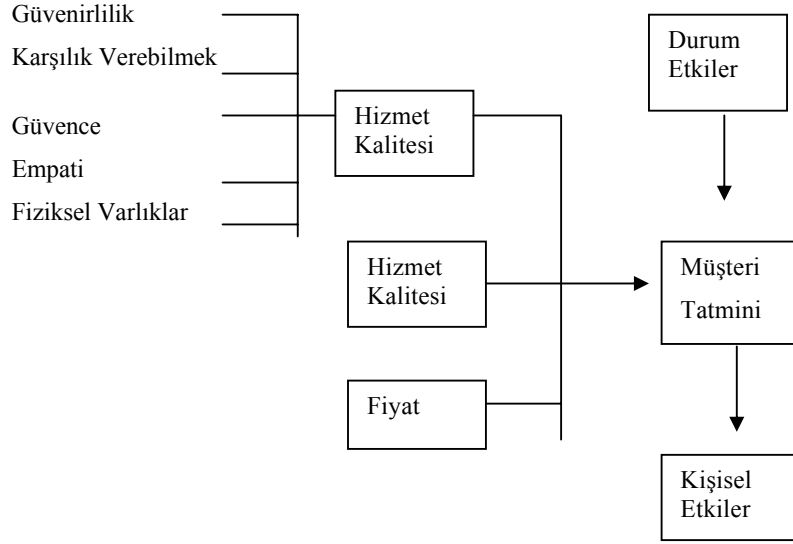 Güvenirlilik
Karşılık Verebilmek
Güvence
Empati
Fiziksel Varlıklar
Hizmet
Kalitesi
Hizmet
Kalitesi
Fiyat
Durum
Etkiler
Müşteri
Tatmini
Kişisel
Etkiler